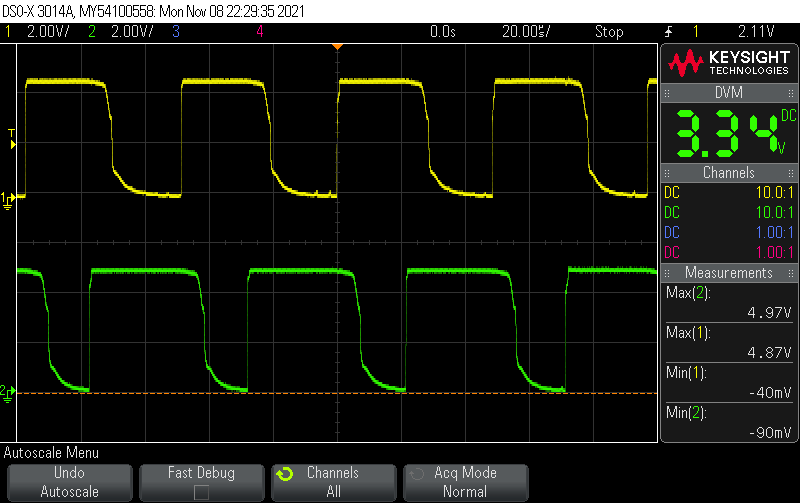 DSO-X 3014A, MY54100558: Mon Nov 08 22:29:35 2021
1 2.00V/ 2 2.00V/ 3 4 0.0s 20.00㎲/ Stop 1 2.11V
KEYSIGHT
TECHNOLOGIES
DVM
3.34 DC V
Channels
DC 10.0:1
DC 10.0:1
DC 1.00:1
DC 1.00:1
Measurements
Max(2):
4.97V
Max(1):
4.87V
Min(1):
-40mV
Min(2):
-90mV
T
1
2
Autoscale Menu
Undo Autoscale
Fast Debug
Channels All
Acq Mode Normal